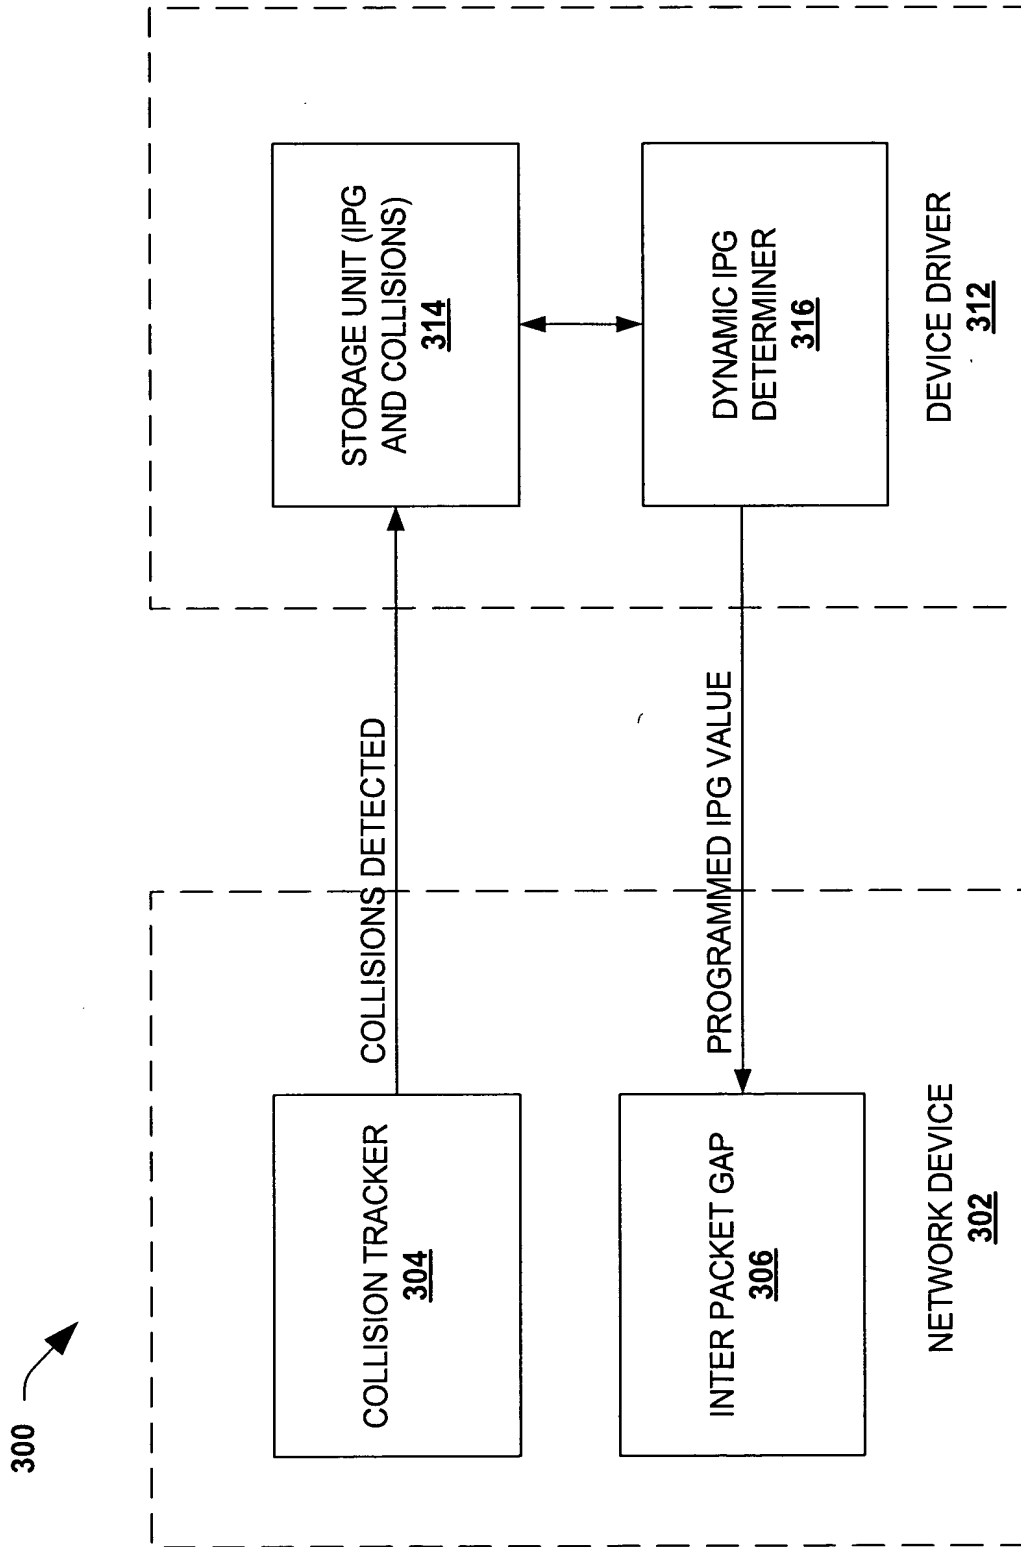 300
COLLISION TRACKER
304
INTER PACKET GAP
306
NETWORK DEVICE
302
COLLISIONS DETECTED
PROGRAMMED IPG VALUE
STORAGE UNIT (IPG
AND COLLISIONS)
314
DYNAMIC IPG
DETERMINER
316
DEVICE DRIVER
312